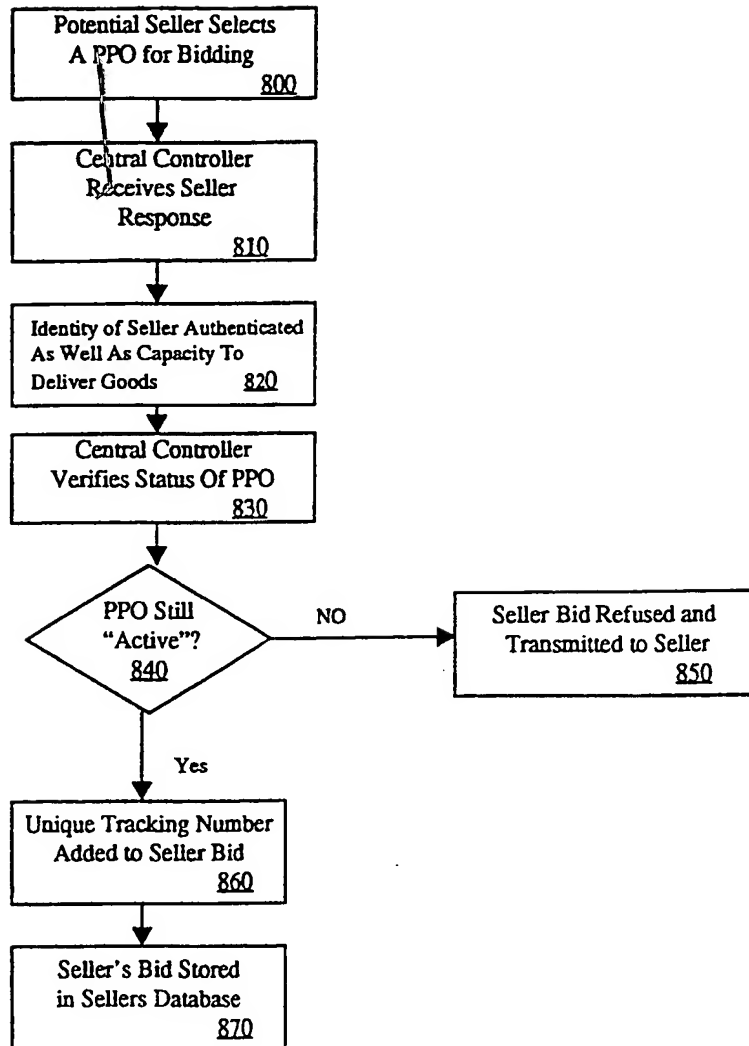 Potential Seller Selects
A PPO for Bidding
800
Central Controller
Receives Seller
Response
810
Identity of Seller Authenticated
As Well As Capacity To
Deliver Goods 820
Central Controller
Verifies Status Of PPO
830
PPO Still
"Active"?
840
NO
Seller Bid Refused and
Transmitted to Seller
850
Yes
Unique Tracking Number
Added to Seller Bid
860
Seller's Bid Stored
in Sellers Database
870